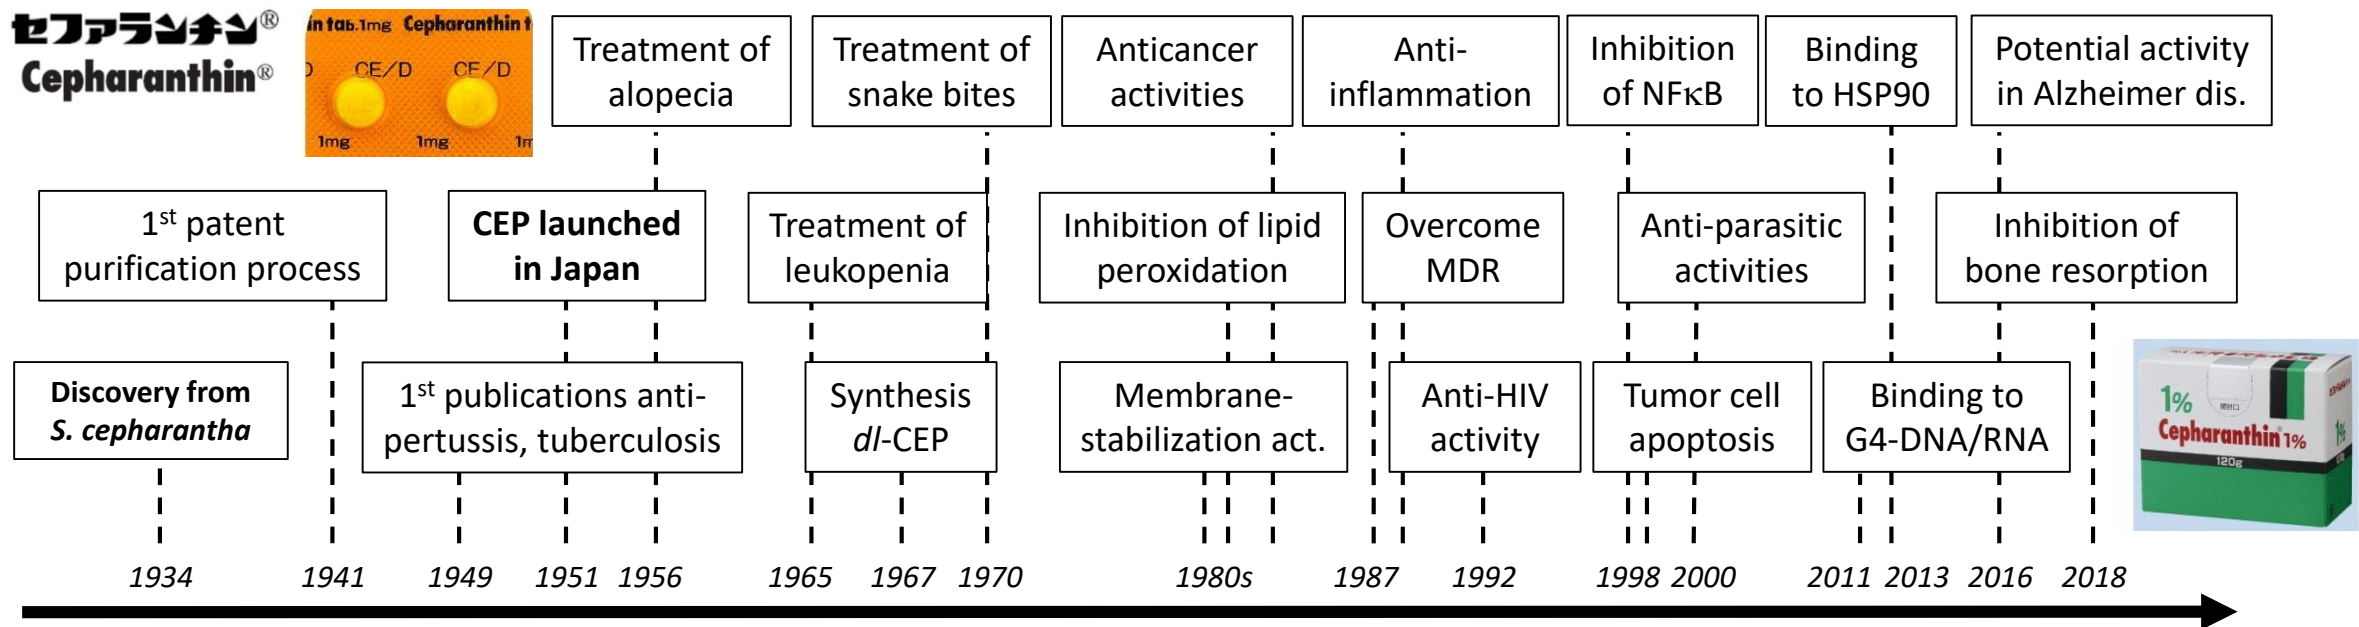 セファランチン®
Cepharanthin®
in tab.1mg Cepharanthin t
D CE/D CE/D
1mg 1mg 1m
Treatment of
alopecia
Treatment of
snake bites
Anticancer
activities
Anti-
inflammation
Inhibition
of NFκB
Binding
to HSP90
Potential activity
in Alzheimer dis.
1st patent
purification process
CEP launched
in Japan
Treatment of
leukopenia
Inhibition of lipid
peroxidation
Overcome
MDR
Anti-parasitic
activities
Inhibition of
bone resorption
Discovery from
S. cepharantha
1st publications anti-
pertussis, tuberculosis
Synthesis
dl-CEP
Membrane-
stabilization act.
Anti-HIV
activity
Tumor cell
apoptosis
Binding to
G4-DNA/RNA
1%
Cepharanthin 1%
120g
1%
1934 1941 1949 1951 1956 1965 1967 1970 1980s 1987 1992 1998 2000 2011 2013 2016 2018